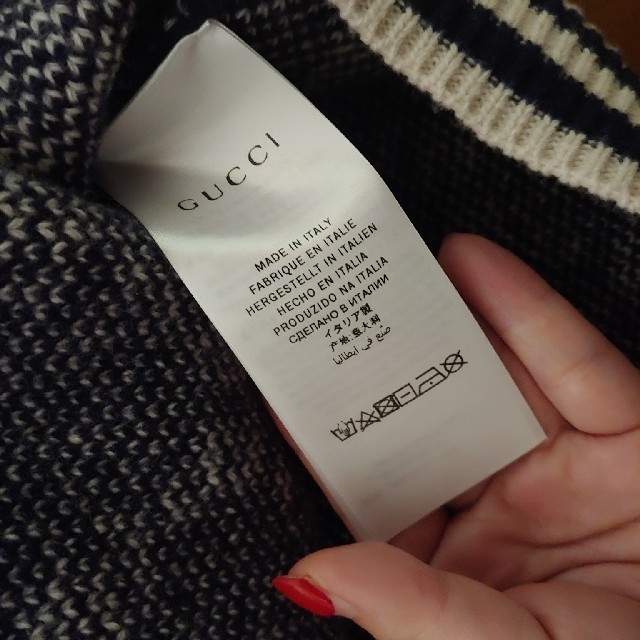 GUCCI
MADE IN ITALY
FABRIQUE EN ITALIE
HERGESTELLT IN ITALIEN
HECHO EN ITALIA
PRODUZIDO NA ITALIA
СДЕЛАНО В ИТАЛИИ
イタリア製
产地意大利
صنع في ايطاليا